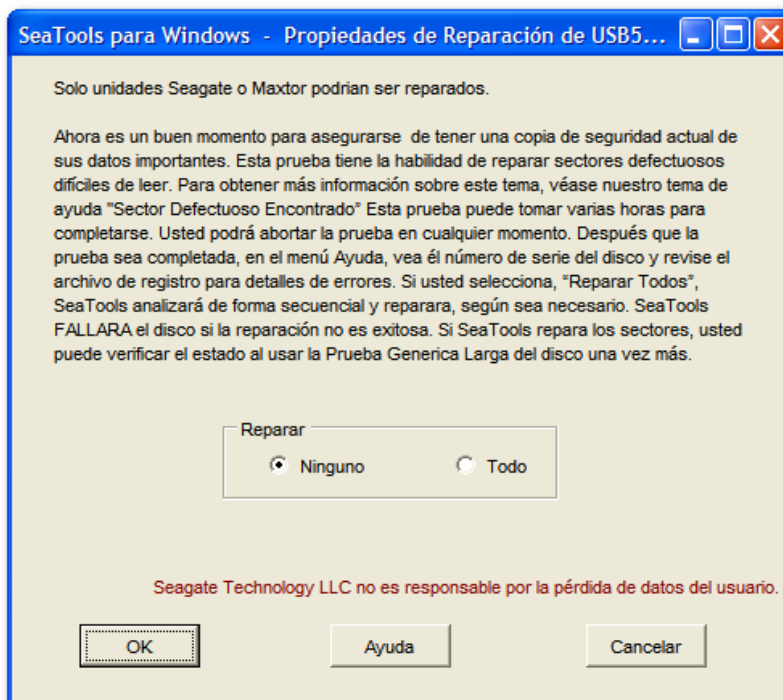 SeaTools para Windows - Propiedades de Reparación de USB5...
Solo unidades Seagate o Maxtor podrian ser reparados.
Ahora es un buen momento para asegurarse de tener una copia de seguridad actual de
sus datos importantes. Esta prueba tiene la habilidad de reparar sectores defectuosos
difíciles de leer. Para obtener más información sobre este tema, véase nuestro tema de
ayuda "Sector Defectuoso Encontrado” Esta prueba puede tomar varias horas para
completarse. Usted podrá abortar la prueba en cualquier momento. Después que la
prueba sea completada, en el menú Ayuda, vea él número de serie del disco y revise el
archivo de registro para detalles de errores. Si usted selecciona, “Reparar Todos”,
SeaTools analizará de forma secuencial y reparara, según sea necesario. SeaTools
FALLARA el disco si la reparación no es exitosa. Si SeaTools repara los sectores, usted
puede verificar el estado al usar la Prueba Generica Larga del disco una vez más.
Reparar
Ninguno Todo
Seagate Technology LLC no es responsable por la pérdida de datos del usuario.
OK Ayuda Cancelar